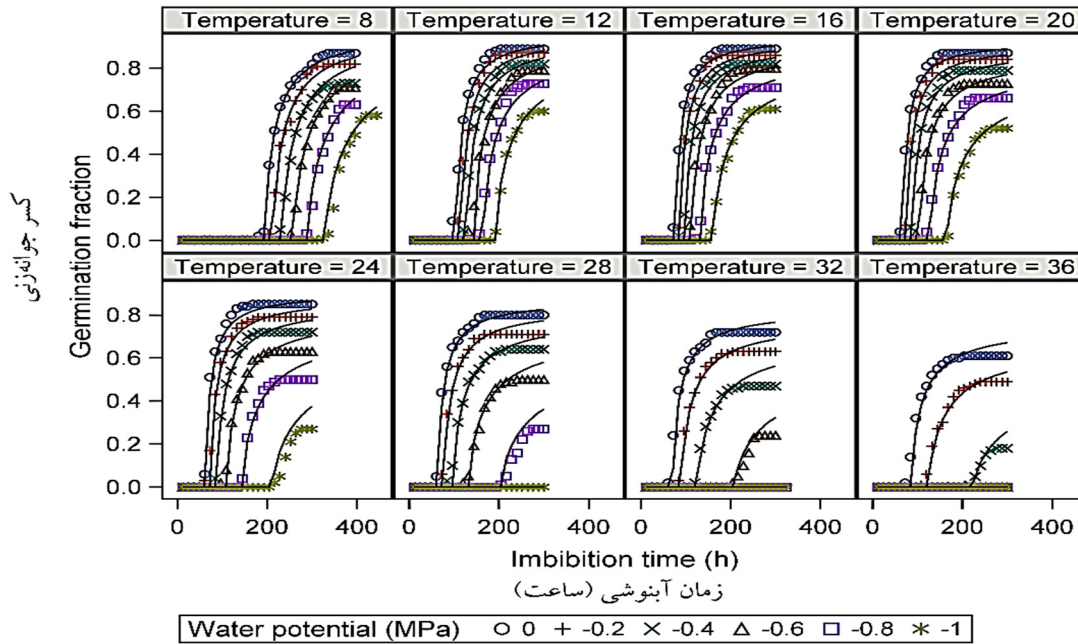 Temperature = 8
Temperature = 12
Temperature = 16
Temperature = 20
0.8
0.6
0.4
0.2
0.0
Temperature = 24
Temperature = 28
Temperature = 32
Temperature = 36
0.8
0.6
0.4
0.2
0.0
کسر جوانه‌زنی
Germination fraction
0 200 400 0 200 400 0 200 400 0 200 400
Imbibition time (h)
زمان آبنوشی (ساعت)
Water potential (MPa) 0 -0.2 -0.4 -0.6 -0.8 -1